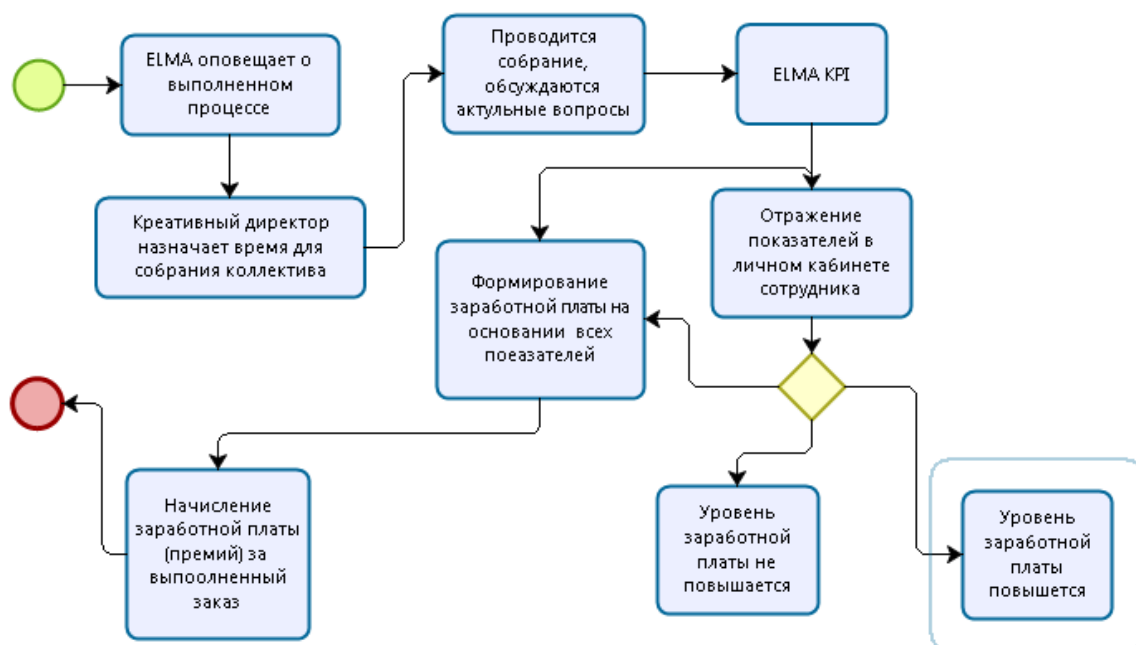 ELMA оповещает о
выполненном
процессе
Проводится
собрание,
обсуждаются
актульные вопросы
ELMA KPI
Креативный директор
назначает время для
собрания коллектива
Отражение
показателей в
личном кабинете
сотрудника
Формирование
заработной платы на
основании всех
поеазателей
Начисление
заработной платы
(премий) за
выпоолненный
заказ
Уровень
заработной
платы не
повышается
Уровень
заработной
платы
повышется